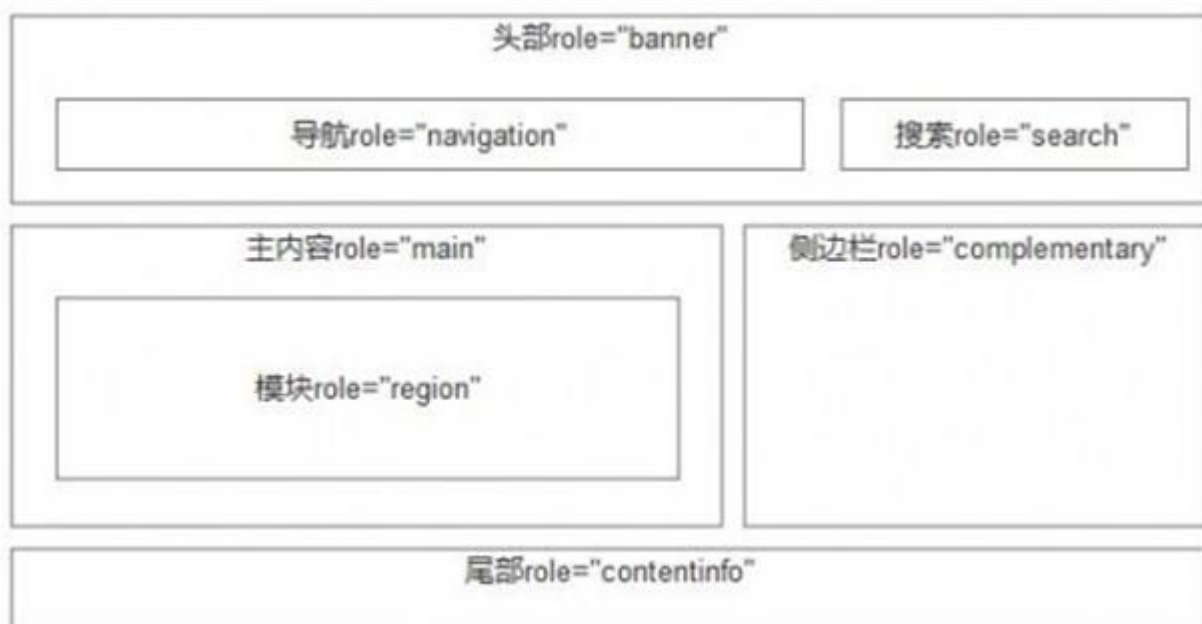 头部role="banner"
导航role="navigation"
搜索role="search"
主内容role="main"
侧边栏role="complementary"
模块role="region"
尾部role="contentinfo"